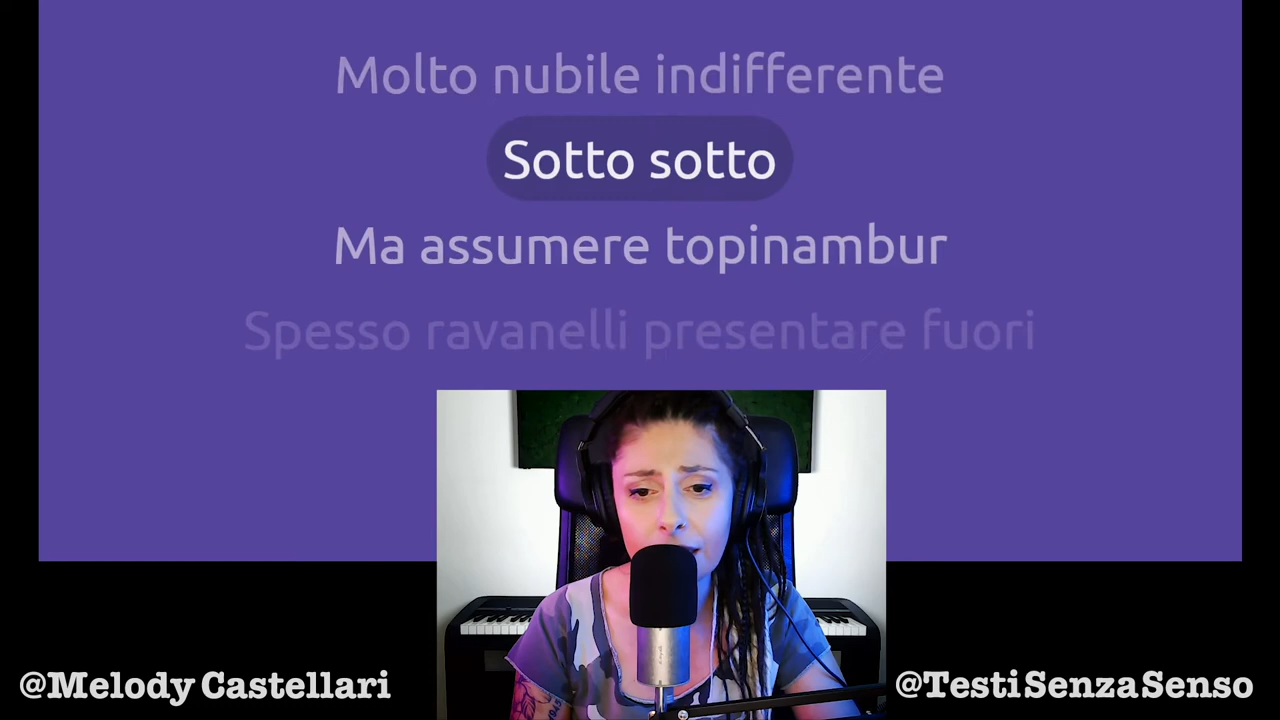 Molto nubile indifferente
Sotto sotto
Ma assumere topinambur
Spesso ravanelli presentare fuori
@Melody Castellari
@TestiSenzaSenso